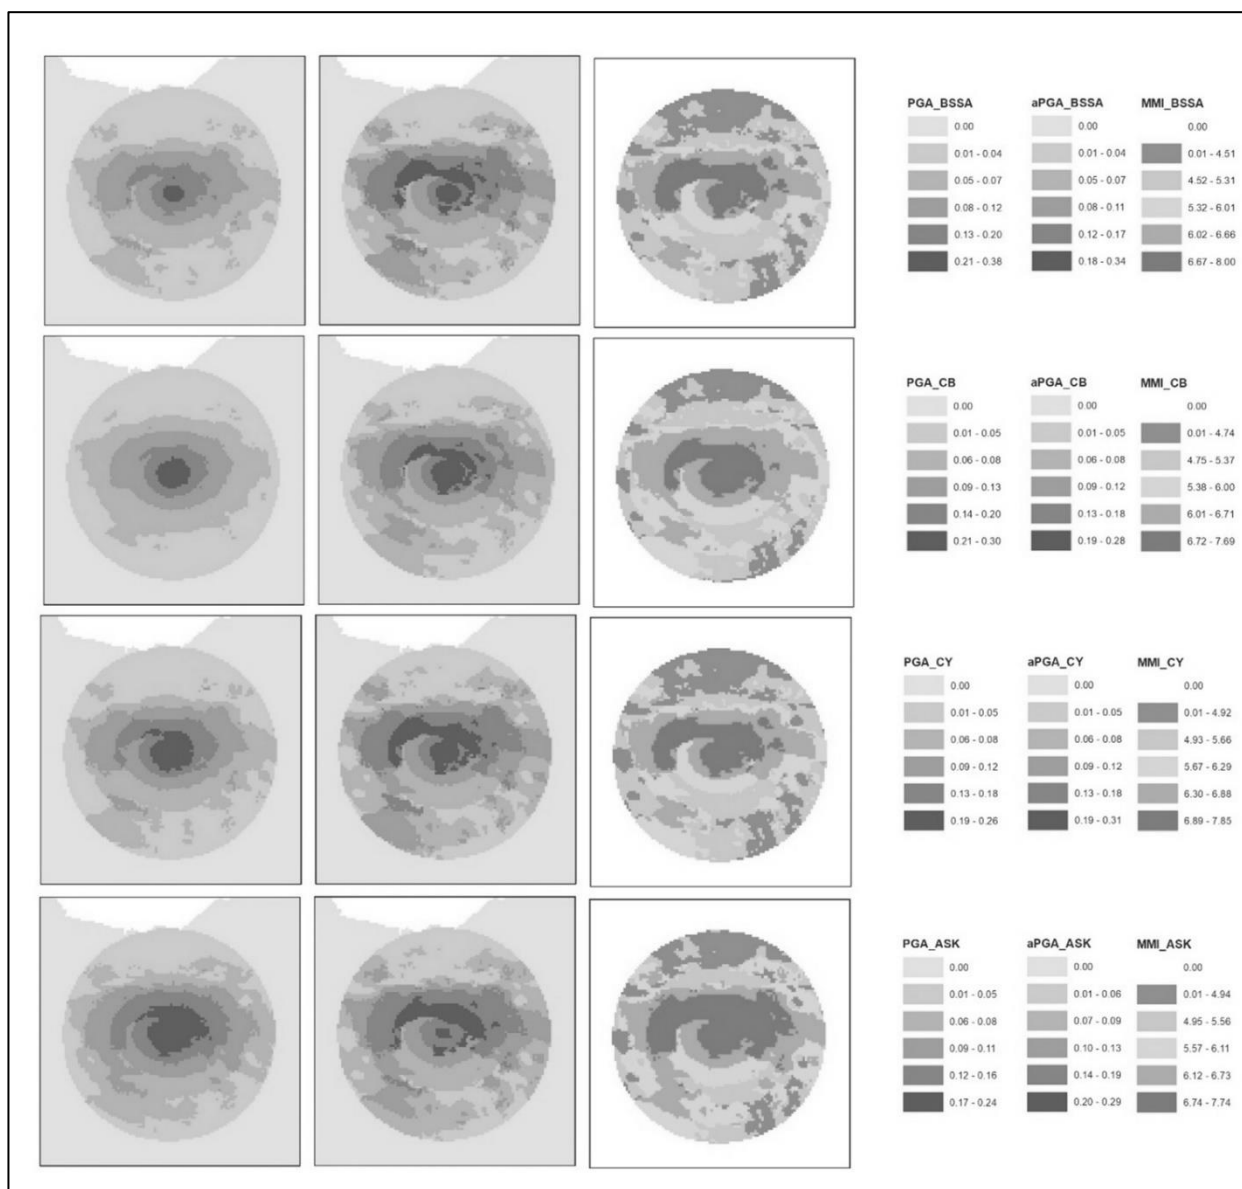 PGA_BSSA aPGA_BSSA MMI_BSSA
0.00 0.00 0.00
0.01 - 0.04 0.01 - 0.04 0.01 - 4.51
0.05 - 0.07 0.05 - 0.07 4.52 - 5.31
0.08 - 0.12 0.08 - 0.11 5.32 - 6.01
0.13 - 0.20 0.12 - 0.17 6.02 - 6.66
0.21 - 0.38 0.18 - 0.34 6.67 - 8.00
PGA_CB aPGA_CB MMI_CB
0.00 0.00 0.00
0.01 - 0.05 0.01 - 0.05 0.01 - 4.74
0.06 - 0.08 0.06 - 0.08 4.75 - 5.37
0.09 - 0.13 0.09 - 0.12 5.38 - 6.00
0.14 - 0.20 0.13 - 0.18 6.01 - 6.71
0.21 - 0.30 0.19 - 0.28 6.72 - 7.69
PGA_CY aPGA_CY MMI_CY
0.00 0.00 0.00
0.01 - 0.05 0.01 - 0.05 0.01 - 4.92
0.06 - 0.08 0.06 - 0.08 4.93 - 5.66
0.09 - 0.12 0.09 - 0.12 5.67 - 6.29
0.13 - 0.18 0.13 - 0.18 6.30 - 6.88
0.19 - 0.26 0.19 - 0.31 6.89 - 7.85
PGA_ASK aPGA_ASK MMI_ASK
0.00 0.00 0.00
0.01 - 0.05 0.01 - 0.06 0.01 - 4.94
0.06 - 0.08 0.07 - 0.09 4.95 - 5.56
0.09 - 0.11 0.10 - 0.13 5.57 - 6.11
0.12 - 0.16 0.14 - 0.19 6.12 - 6.73
0.17 - 0.24 0.20 - 0.29 6.74 - 7.74